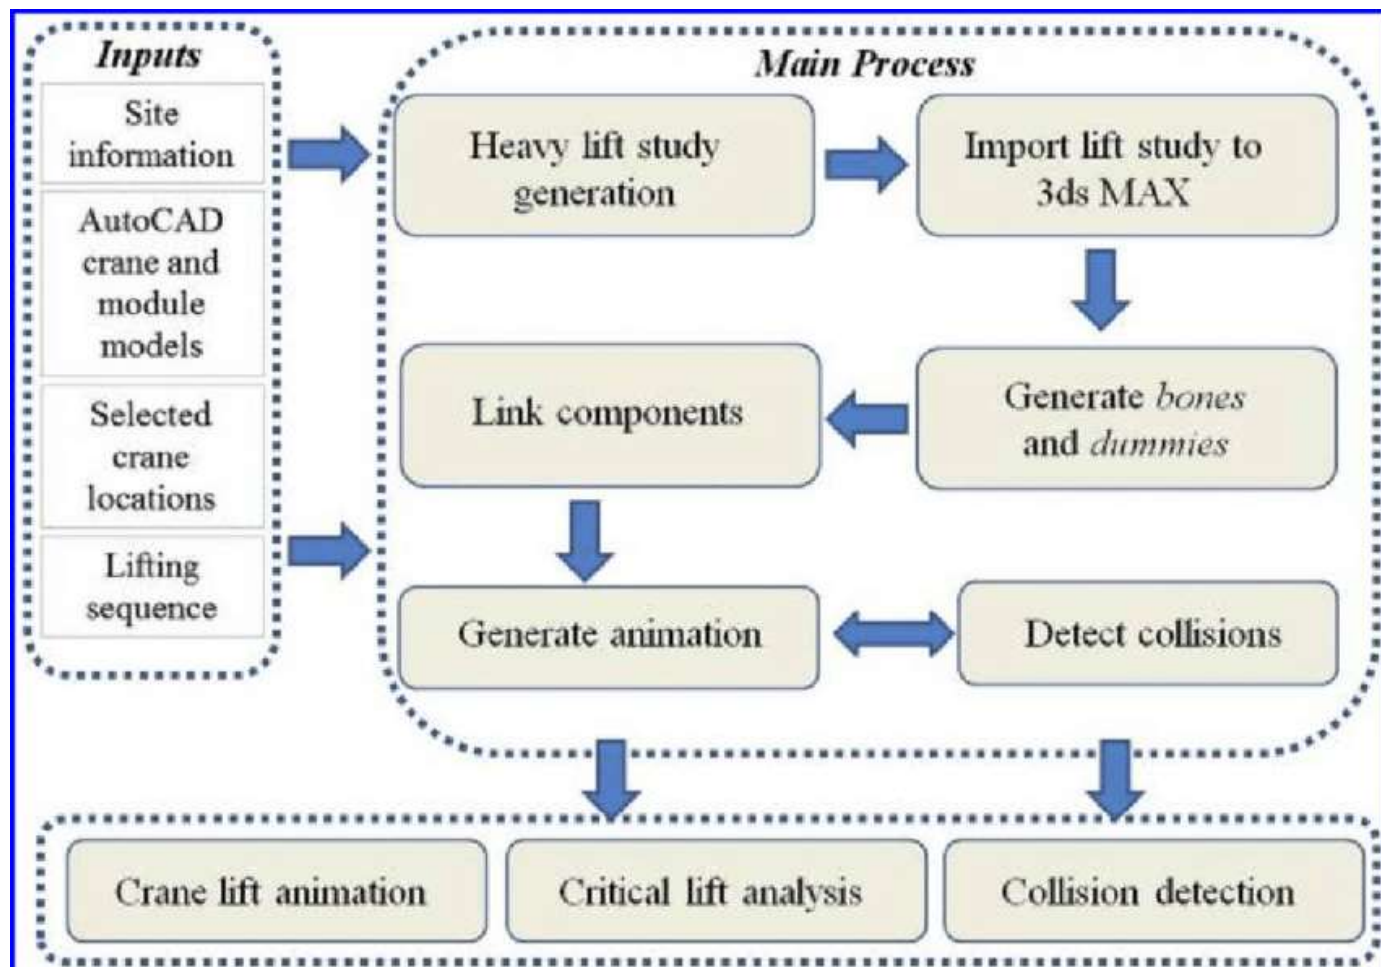 Inputs
Site
information
AutoCAD
crane and
module
models
Selected
crane
locations
Lifting
sequence
Main Process
Heavy lift study
generation
Import lift study to
3ds MAX
Generate bones
and dummies
Link components
Generate animation
Detect collisions
Crane lift animation
Critical lift analysis
Collision detection